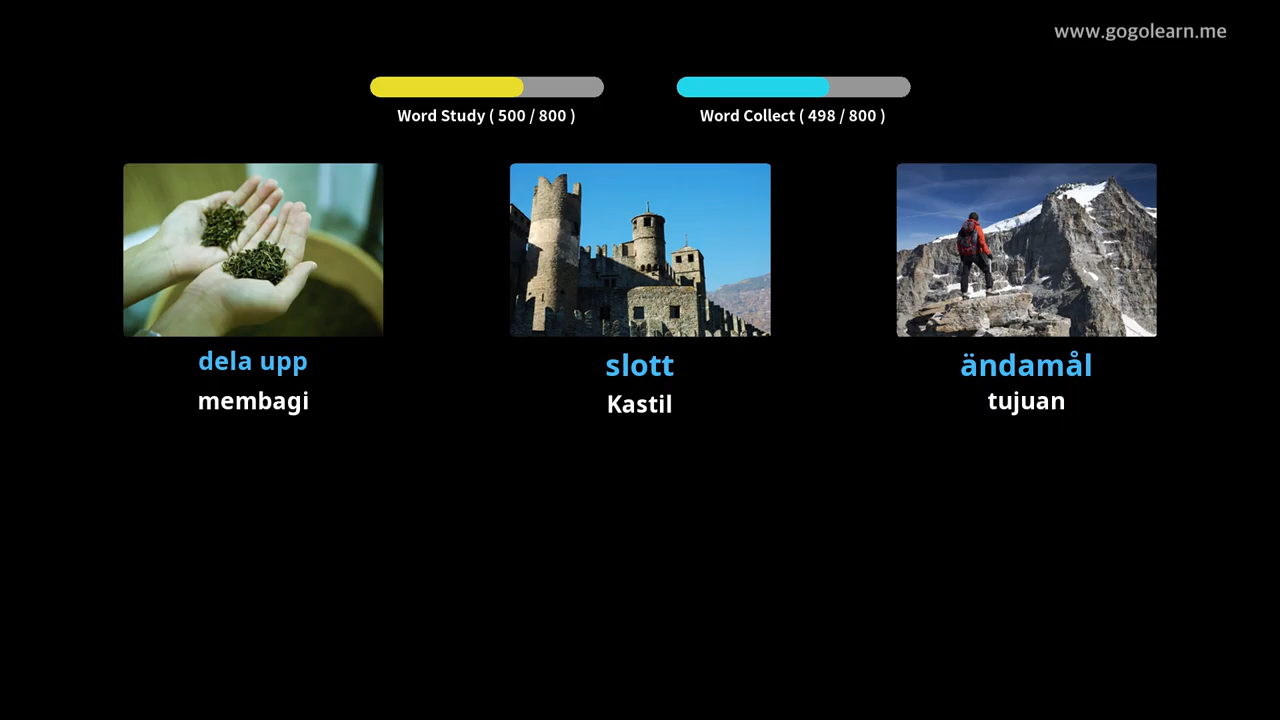 www.gogolearn.me
Word Study ( 500 / 800 )
Word Collect ( 498 / 800 )
dela upp
membagi
slott
Kastil
ändamål
tujuan